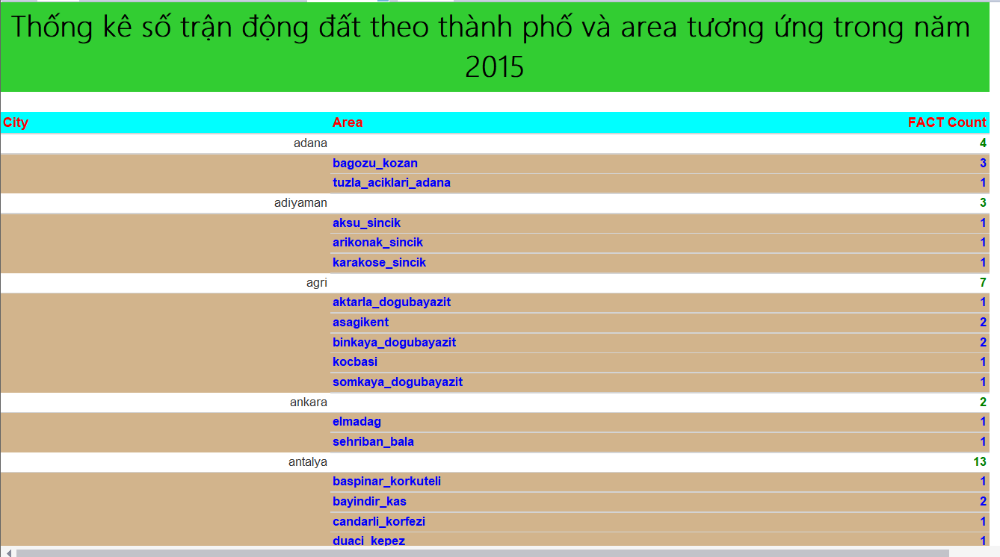 Thống kê số trận động đất theo thành phố và area tương ứng trong năm
2015
City Area FACT Count
adana 4
bagozu_kozan 3
tuzla_aciklari_adana 1
adiyaman 3
aksu_sincik 1
arikonak_sincik 1
karakose_sincik 1
agri 7
aktarla_dogubayazit 1
asagikent 2
binkaya_dogubayazit 2
kocbasi 1
somkaya_dogubayazit 1
ankara 2
elmadag 1
sehriban_bala 1
antalya 13
baspinar_korkuteli 1
bayindir_kas 2
candarli_korfezi 1
duaci_kepez 1